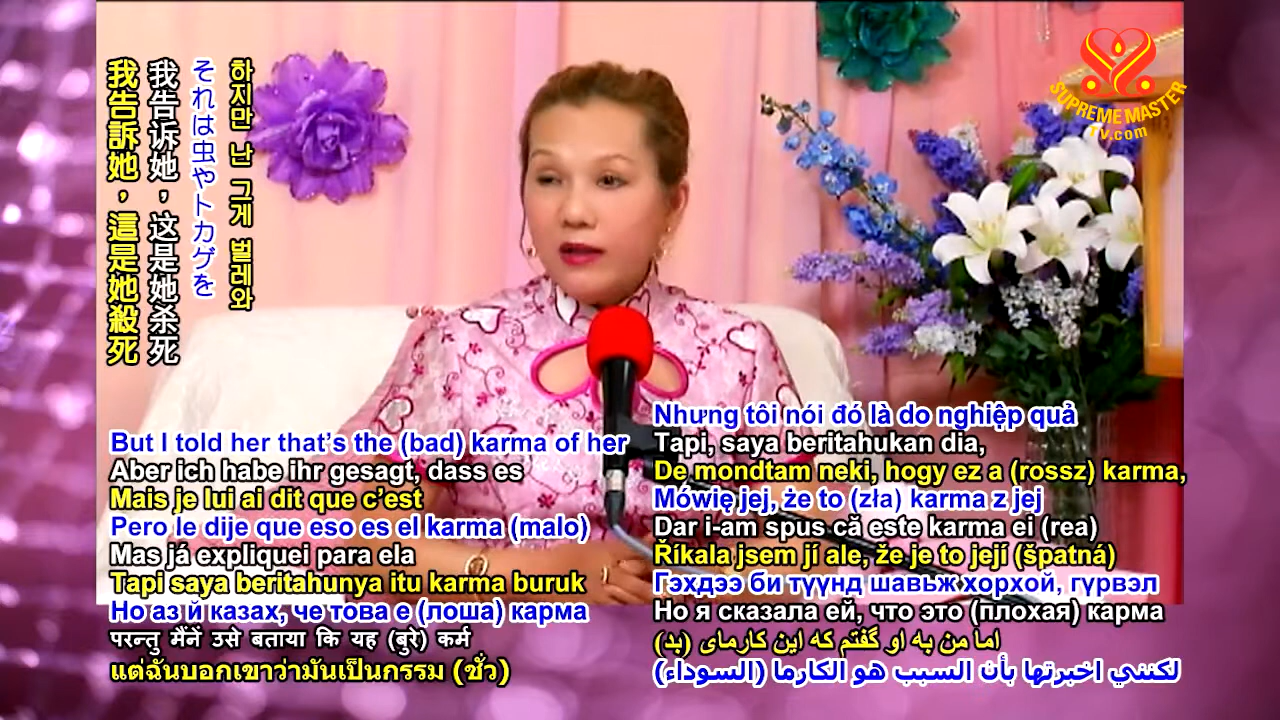 하지만 난 그게 벌레와
それは虫やトカゲを
我告诉她，这是她杀死
我告訴她，這是她殺死
SUPREME MASTER
TV.com
But I told her that’s the (bad) karma of her
Aber ich habe ihr gesagt, dass es
Mais je lui ai dit que c’est
Pero le dije que eso es el karma (malo)
Mas já expliquei para ela
Tapi saya beritahunya itu karma buruk
Но аз й казах, че това е (лоша) карма
परन्तु मैंने उसे बताया कि यह (बुरे) कर्म
แต่ฉันบอกเขาว่ามันเป็นกรรม (ชั่ว)
Nhưng tôi nói đó là do nghiệp quả
Tapi, saya beritahukan dia,
De mondtam neki, hogy ez a (rossz) karma,
Mówię jej, że to (zła) karma z jej
Dar i-am spus că este karma ei (rea)
Říkala jsem jí ale, že je to její (špatná)
Гэхдээ би түүнд шавьж хорхой, гүрвэл
Но я сказала ей, что это (плохая) карма
اما من به او گفتم که این کارمای (بد)
لكنني اخبرتها بأن السبب هو الكارما (السوداء)